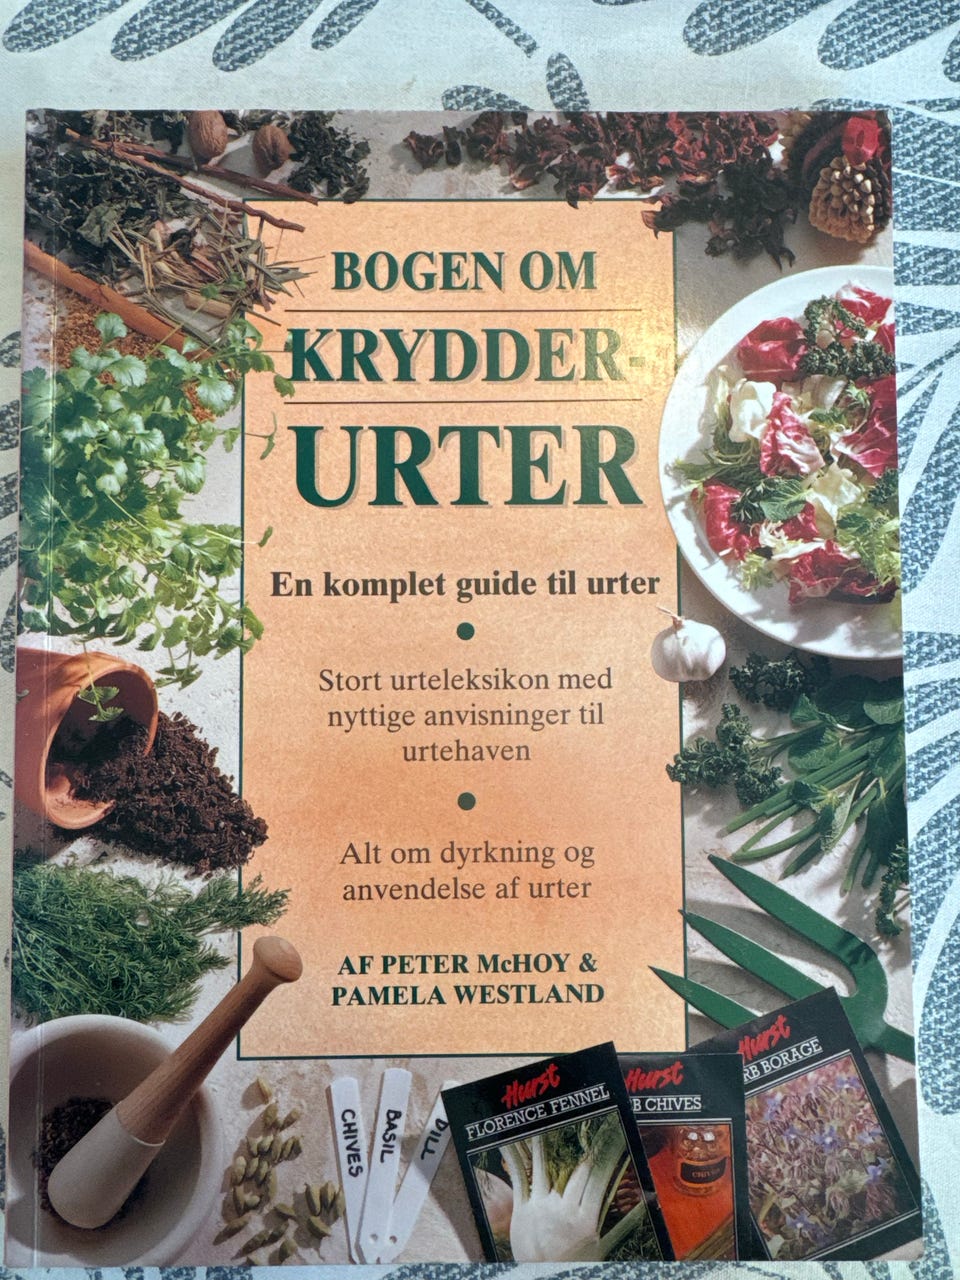 BOGEN OM
KRYDDER-
URTER
En komplet guide til urter
Stort urteleksikon med
nyttige anvisninger til
urtehaven
Alt om dyrkning og
anvendelse af urter
AF PETER McHOY &
PAMELA WESTLAND
CHIVES
BASIL
DILL
Hurst
FLORENCE FENNEL
Hurst
B CHIVES
CHIVES
Hurst
RB BORAGE